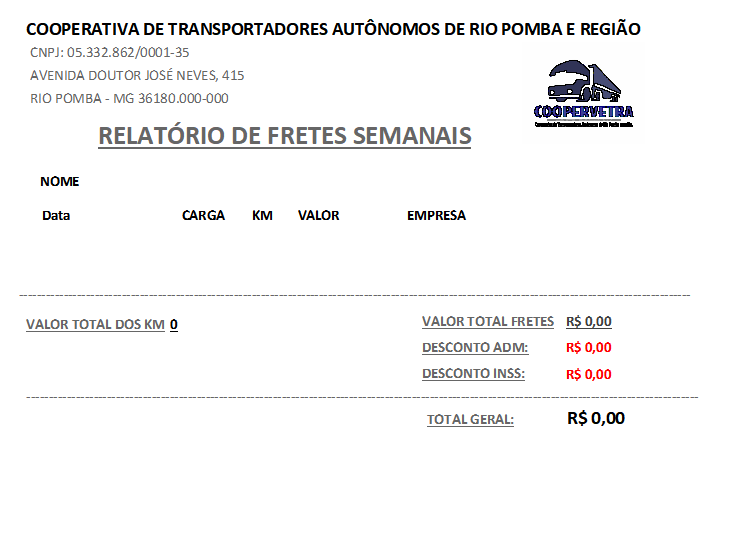 COOPERATIVA DE TRANSPORTADORES AUTÔNOMOS DE RIO POMBA E REGIÃO
CNPJ: 05.332.862/0001-35
AVENIDA DOUTOR JOSÉ NEVES, 415
RIO POMBA - MG 36180.000-000
COOPERVETRA
RELATÓRIO DE FRETES SEMANAIS
NOME
Data CARGA KM VALOR EMPRESA
VALOR TOTAL DOS KM 0
VALOR TOTAL FRETES R$ 0,00
DESCONTO ADM: R$ 0,00
DESCONTO INSS: R$ 0,00
TOTAL GERAL: R$ 0,00